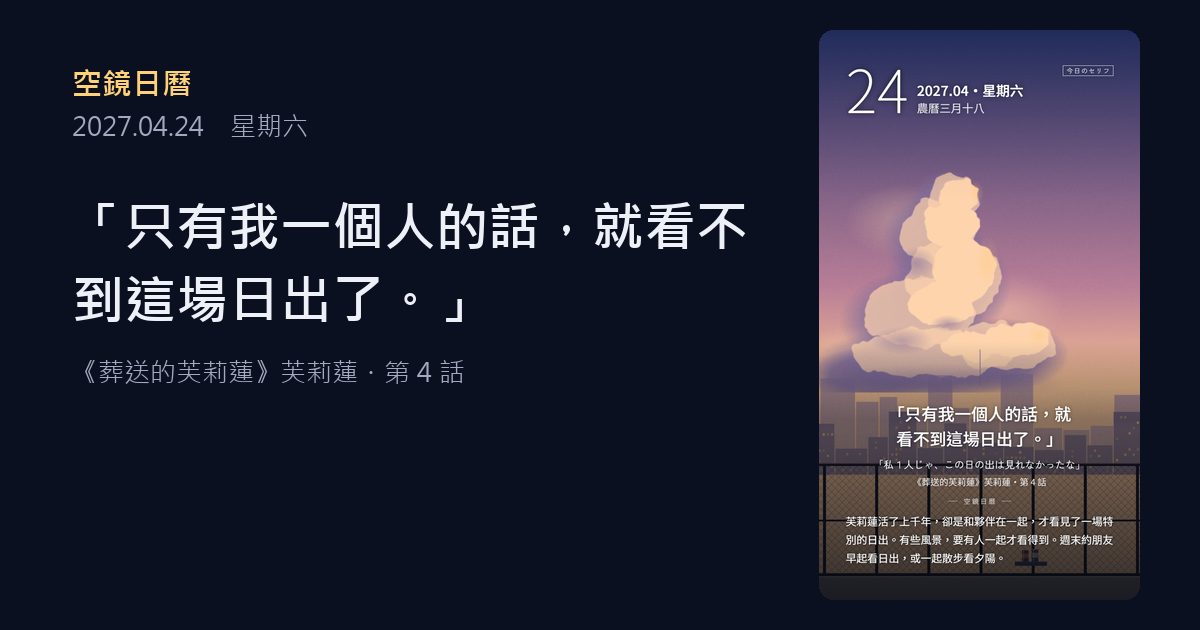 空鏡日曆
2027.04.24 星期六
「只有我一個人的話，就看不
到這場日出了。」
《葬送的芙莉蓮》芙莉蓮．第 4 話
今日のセリフ
24
2027.04・星期六
農曆三月十八
「只有我一個人的話，就
看不到這場日出了。」
「私１人じゃ、この日の出は見れなかったな」
《葬送的芙莉蓮》芙莉蓮・第 4 話
— 空鏡日曆 —
芙莉蓮活了上千年，卻是和夥伴在一起，才看見了一場特
別的日出。有些風景，要有人一起才看得到。週末約朋友
早起看日出，或一起散步看夕陽。